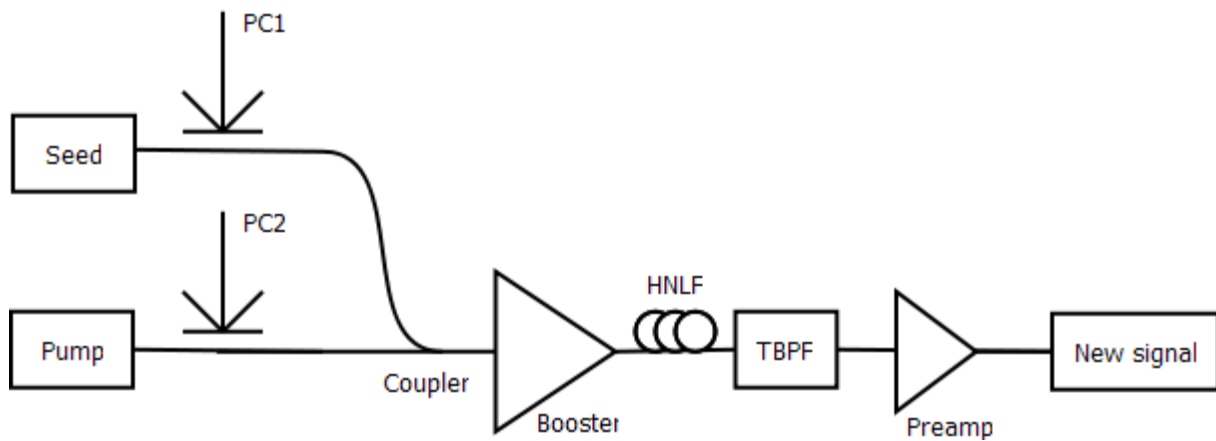 PC1
Seed
PC2
HNLF
Pump
TBPF
New signal
Coupler
Booster
Preamp